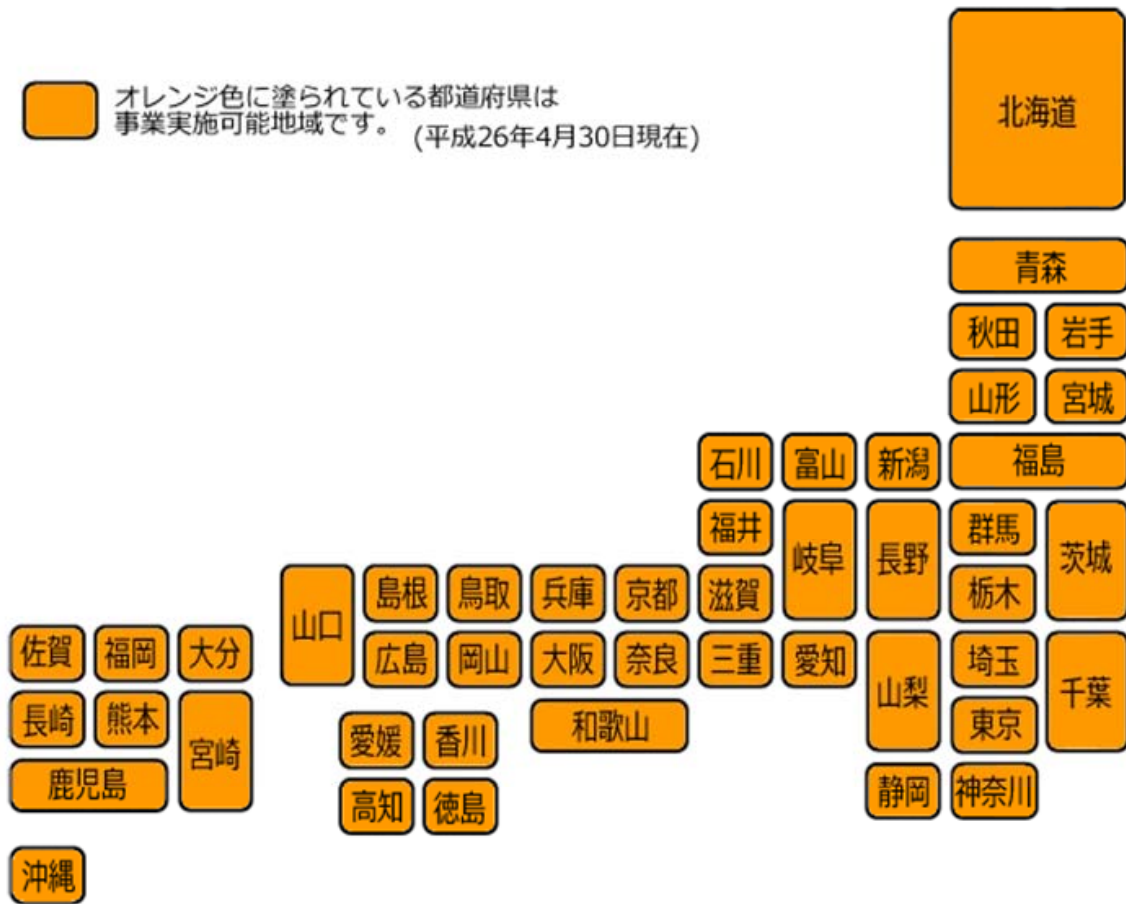 オレンジ色に塗られている都道府県は
事業実施可能地域です。 (平成26年4月30日現在)
北海道
青森
秋田 岩手
山形 宮城
石川 富山 新潟 福島
福井 岐阜 長野 群馬 茨城
島根 鳥取 兵庫 京都 滋賀 栃木
山口
広島 岡山 大阪 奈良 三重 愛知 山梨 埼玉 千葉
佐賀 福岡 大分
長崎 熊本 宮崎
愛媛 香川 和歌山 東京
鹿児島
高知 徳島 静岡 神奈川
沖縄